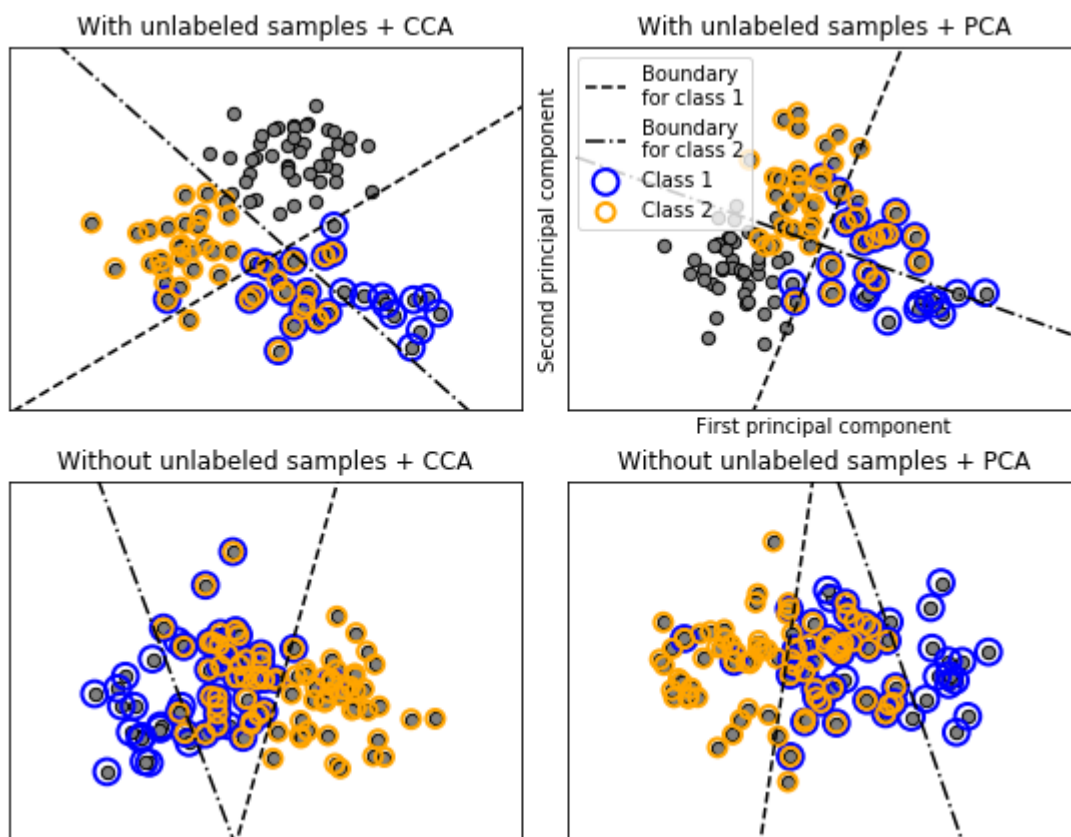 With unlabeled samples + CCA
With unlabeled samples + PCA
Boundary
for class 1
Boundary
for class 2
Class 1
Class 2
Second principal component
First principal component
Without unlabeled samples + CCA
Without unlabeled samples + PCA